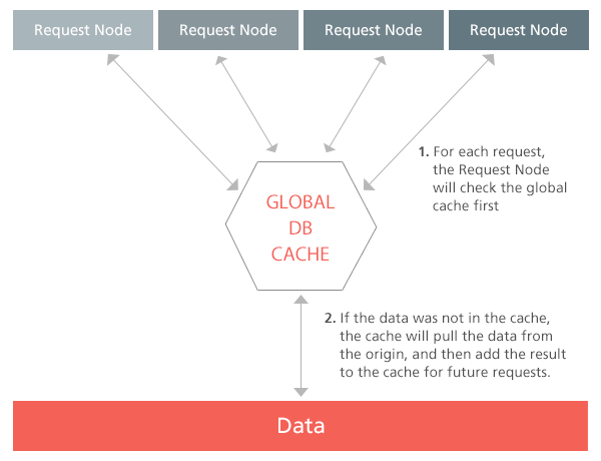 Request Node
Request Node
Request Node
Request Node
1. For each request,
the Request Node
will check the global
cache first
GLOBAL
DB
CACHE
2. If the data was not in the cache,
the cache will pull the data from
the origin, and then add the result
to the cache for future requests.
Data